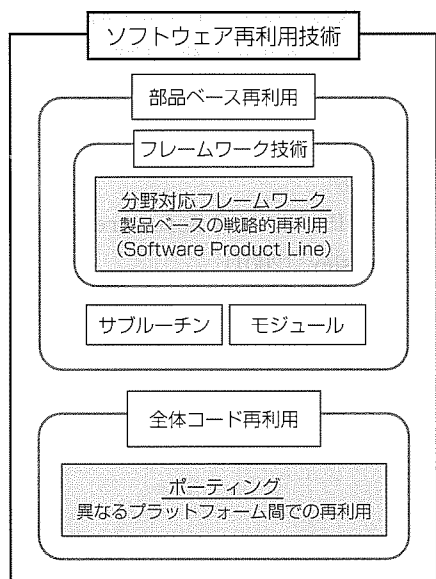 ソフトウェア再利用技術
部品ベース再利用
フレームワーク技術
分野対応フレームワーク
製品ベースの戦略的再利用
(Software Product Line)
サブルーチン
モジュール
全体コード再利用
ポーティング
異なるプラットフォーム間での再利用